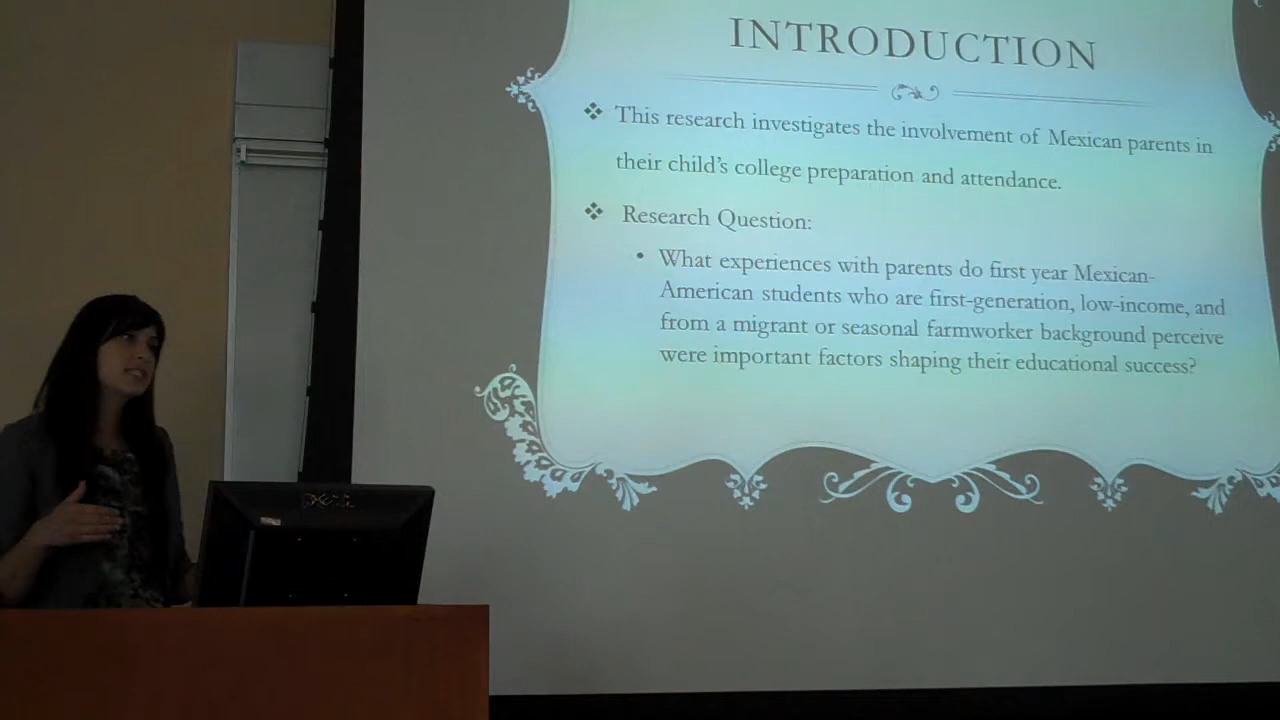 INTRODUCTION
This research investigates the involvement of Mexican parents in
their child's college preparation and attendance.
Research Question:
What experiences with parents do first year Mexican-
American students who are first-generation, low-income, and
from a migrant or seasonal farmworker background perceive
were important factors shaping their educational success?
DELL